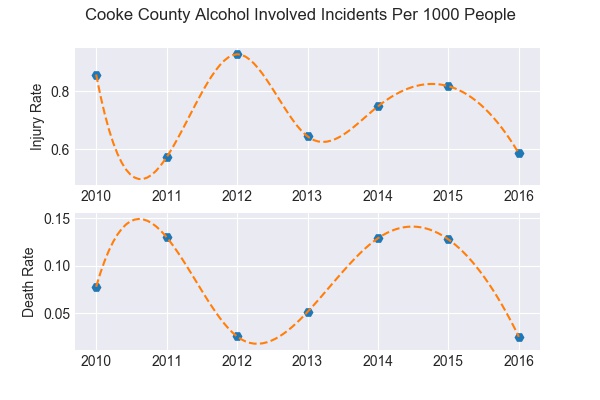 Cooke County Alcohol Involved Incidents Per 1000 People
Injury Rate
0.8
0.6
2010 2011 2012 2013 2014 2015 2016
Death Rate
0.15
0.10
0.05
2010 2011 2012 2013 2014 2015 2016